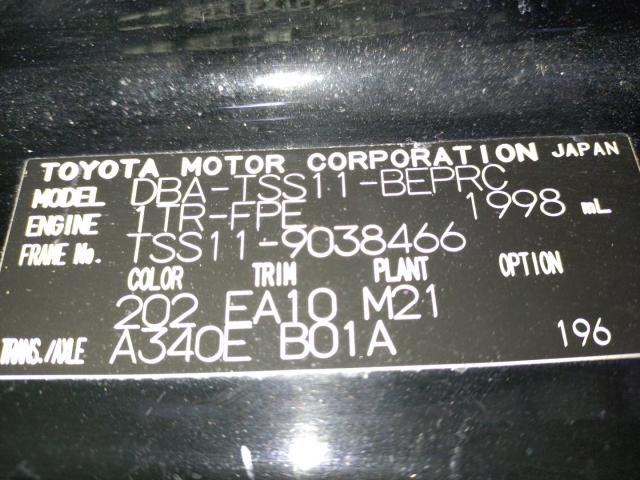 TOYOTA MOTOR CORPORATION JAPAN
MODEL DBA-TSS11-BEPRC
ENGINE 1TR-FPE 1998 mL
FRAME No. TSS11-9038466
COLOR TRIM PLANT OPTION
202 EA10 M21
TRANS./AXLE A340E B01A 196